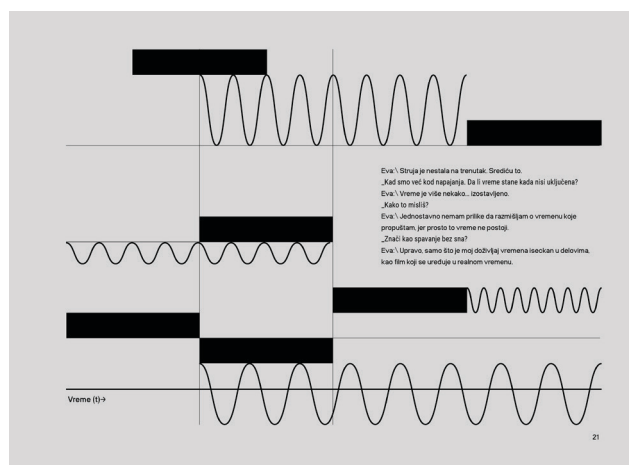 Eva:\ Struja je nestala na trenutak. Srediću to.
_Kad smo već kod napajanja. Da li vreme stane kada nisi uključena?
Eva:\ Vreme je više nekako... izostavljeno.
_Kako to misliš?
Eva:\ Jednostavno nemam prilike da razmišljam o vremenu koje
propuštam, jer prosto to vreme ne postoji.
_Znači kao spavanje bez sna?
Eva:\ Upravo, samo što je moj doživljaj vremena iseckan u delovima,
kao film koji se uređuje u realnom vremenu.
Vreme (t)→
21